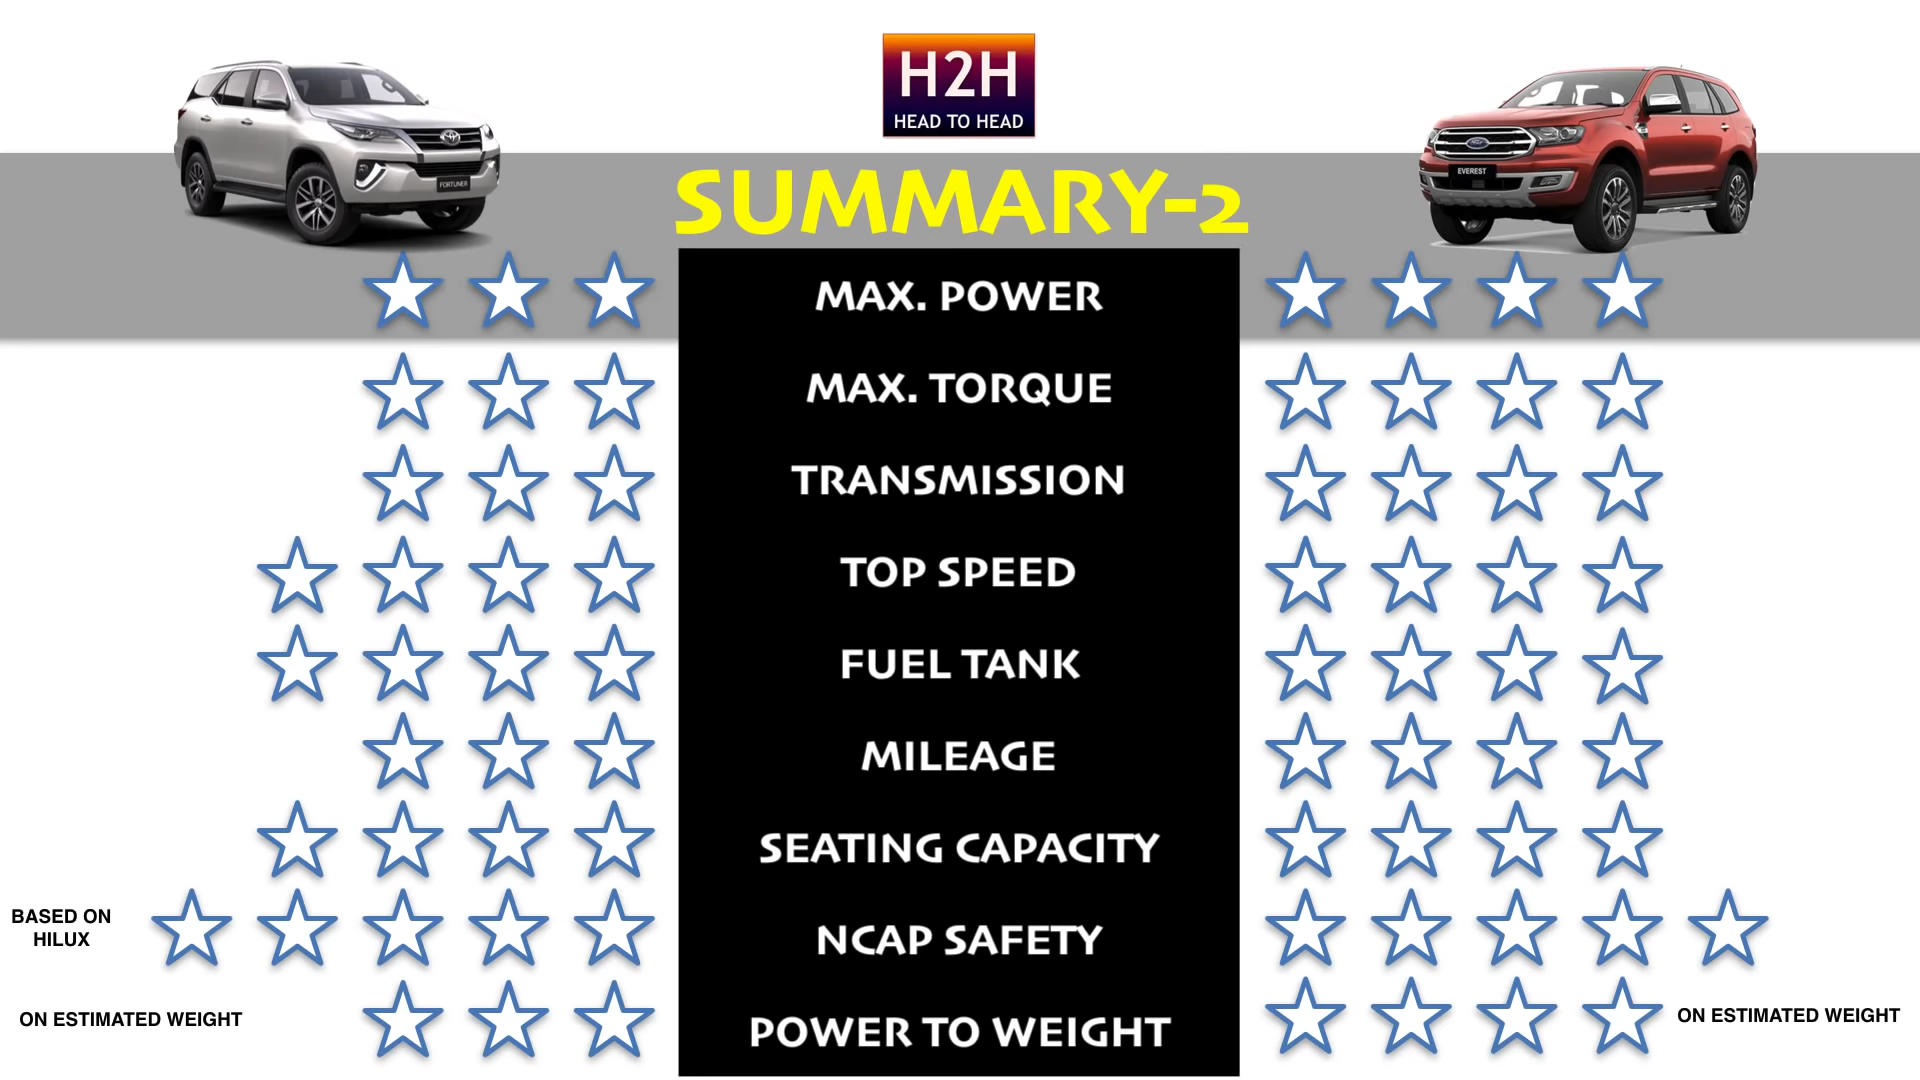 H2H
HEAD TO HEAD
FORTUNER
EVEREST
SUMMARY-2
MAX. POWER
MAX. TORQUE
TRANSMISSION
TOP SPEED
FUEL TANK
MILEAGE
SEATING CAPACITY
BASED ON
HILUX
NCAP SAFETY
ON ESTIMATED WEIGHT
POWER TO WEIGHT
ON ESTIMATED WEIGHT